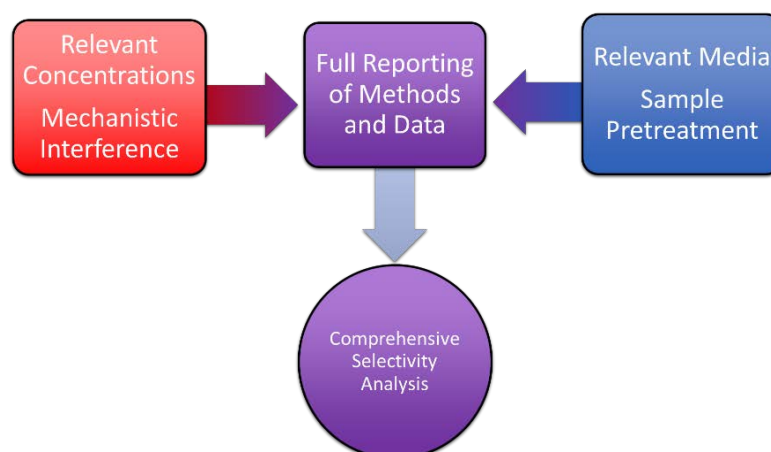 Relevant
Concentrations
Mechanistic
Interference
Full Reporting
of Methods
and Data
Relevant Media
Sample
Pretreatment
Comprehensive
Selectivity
Analysis